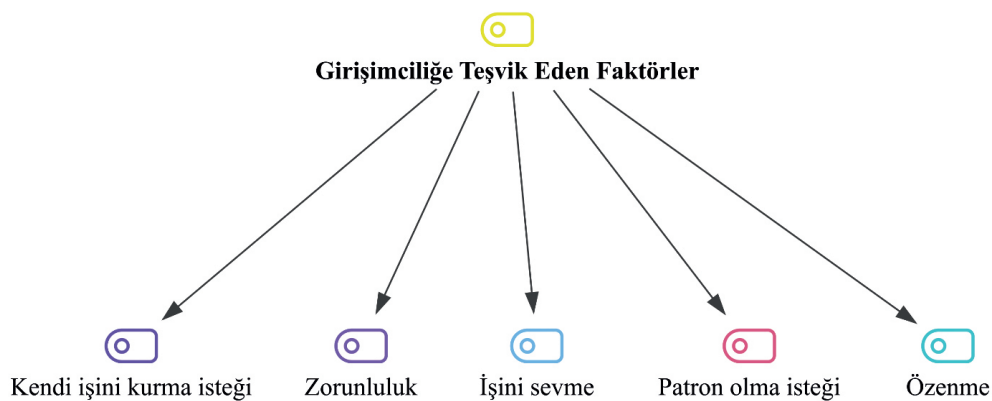 Girişimciliğe Teşvik Eden Faktörler
Kendi işini kurma isteği
Zorunluluk
İşini sevme
Patron olma isteği
Özenme